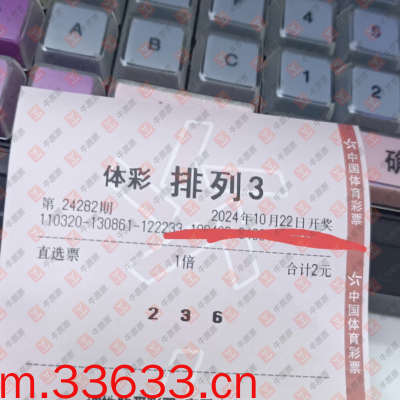 4
5
A
B
C
1
2
确
体彩 排列3
第 24282期
2024年10月22日开奖
110320-130861-122233
直选票 1倍 合计2元
2 3 6
中国体育彩票
中国体育彩票
m.33633.cn